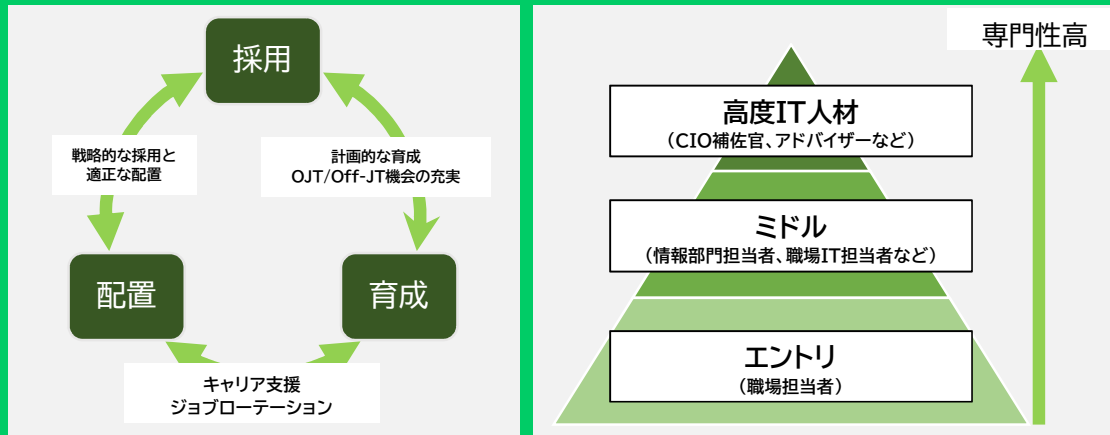 採用
戦略的な採用と
適正な配置
計画的な育成
OJT/Off-JT機会の充実
配置
育成
キャリア支援
ジョブローテーション
専門性高
高度IT人材
(CIO補佐官、アドバイザーなど)
ミドル
(情報部門担当者、職場IT担当者など)
エントリ
(職場担当者)